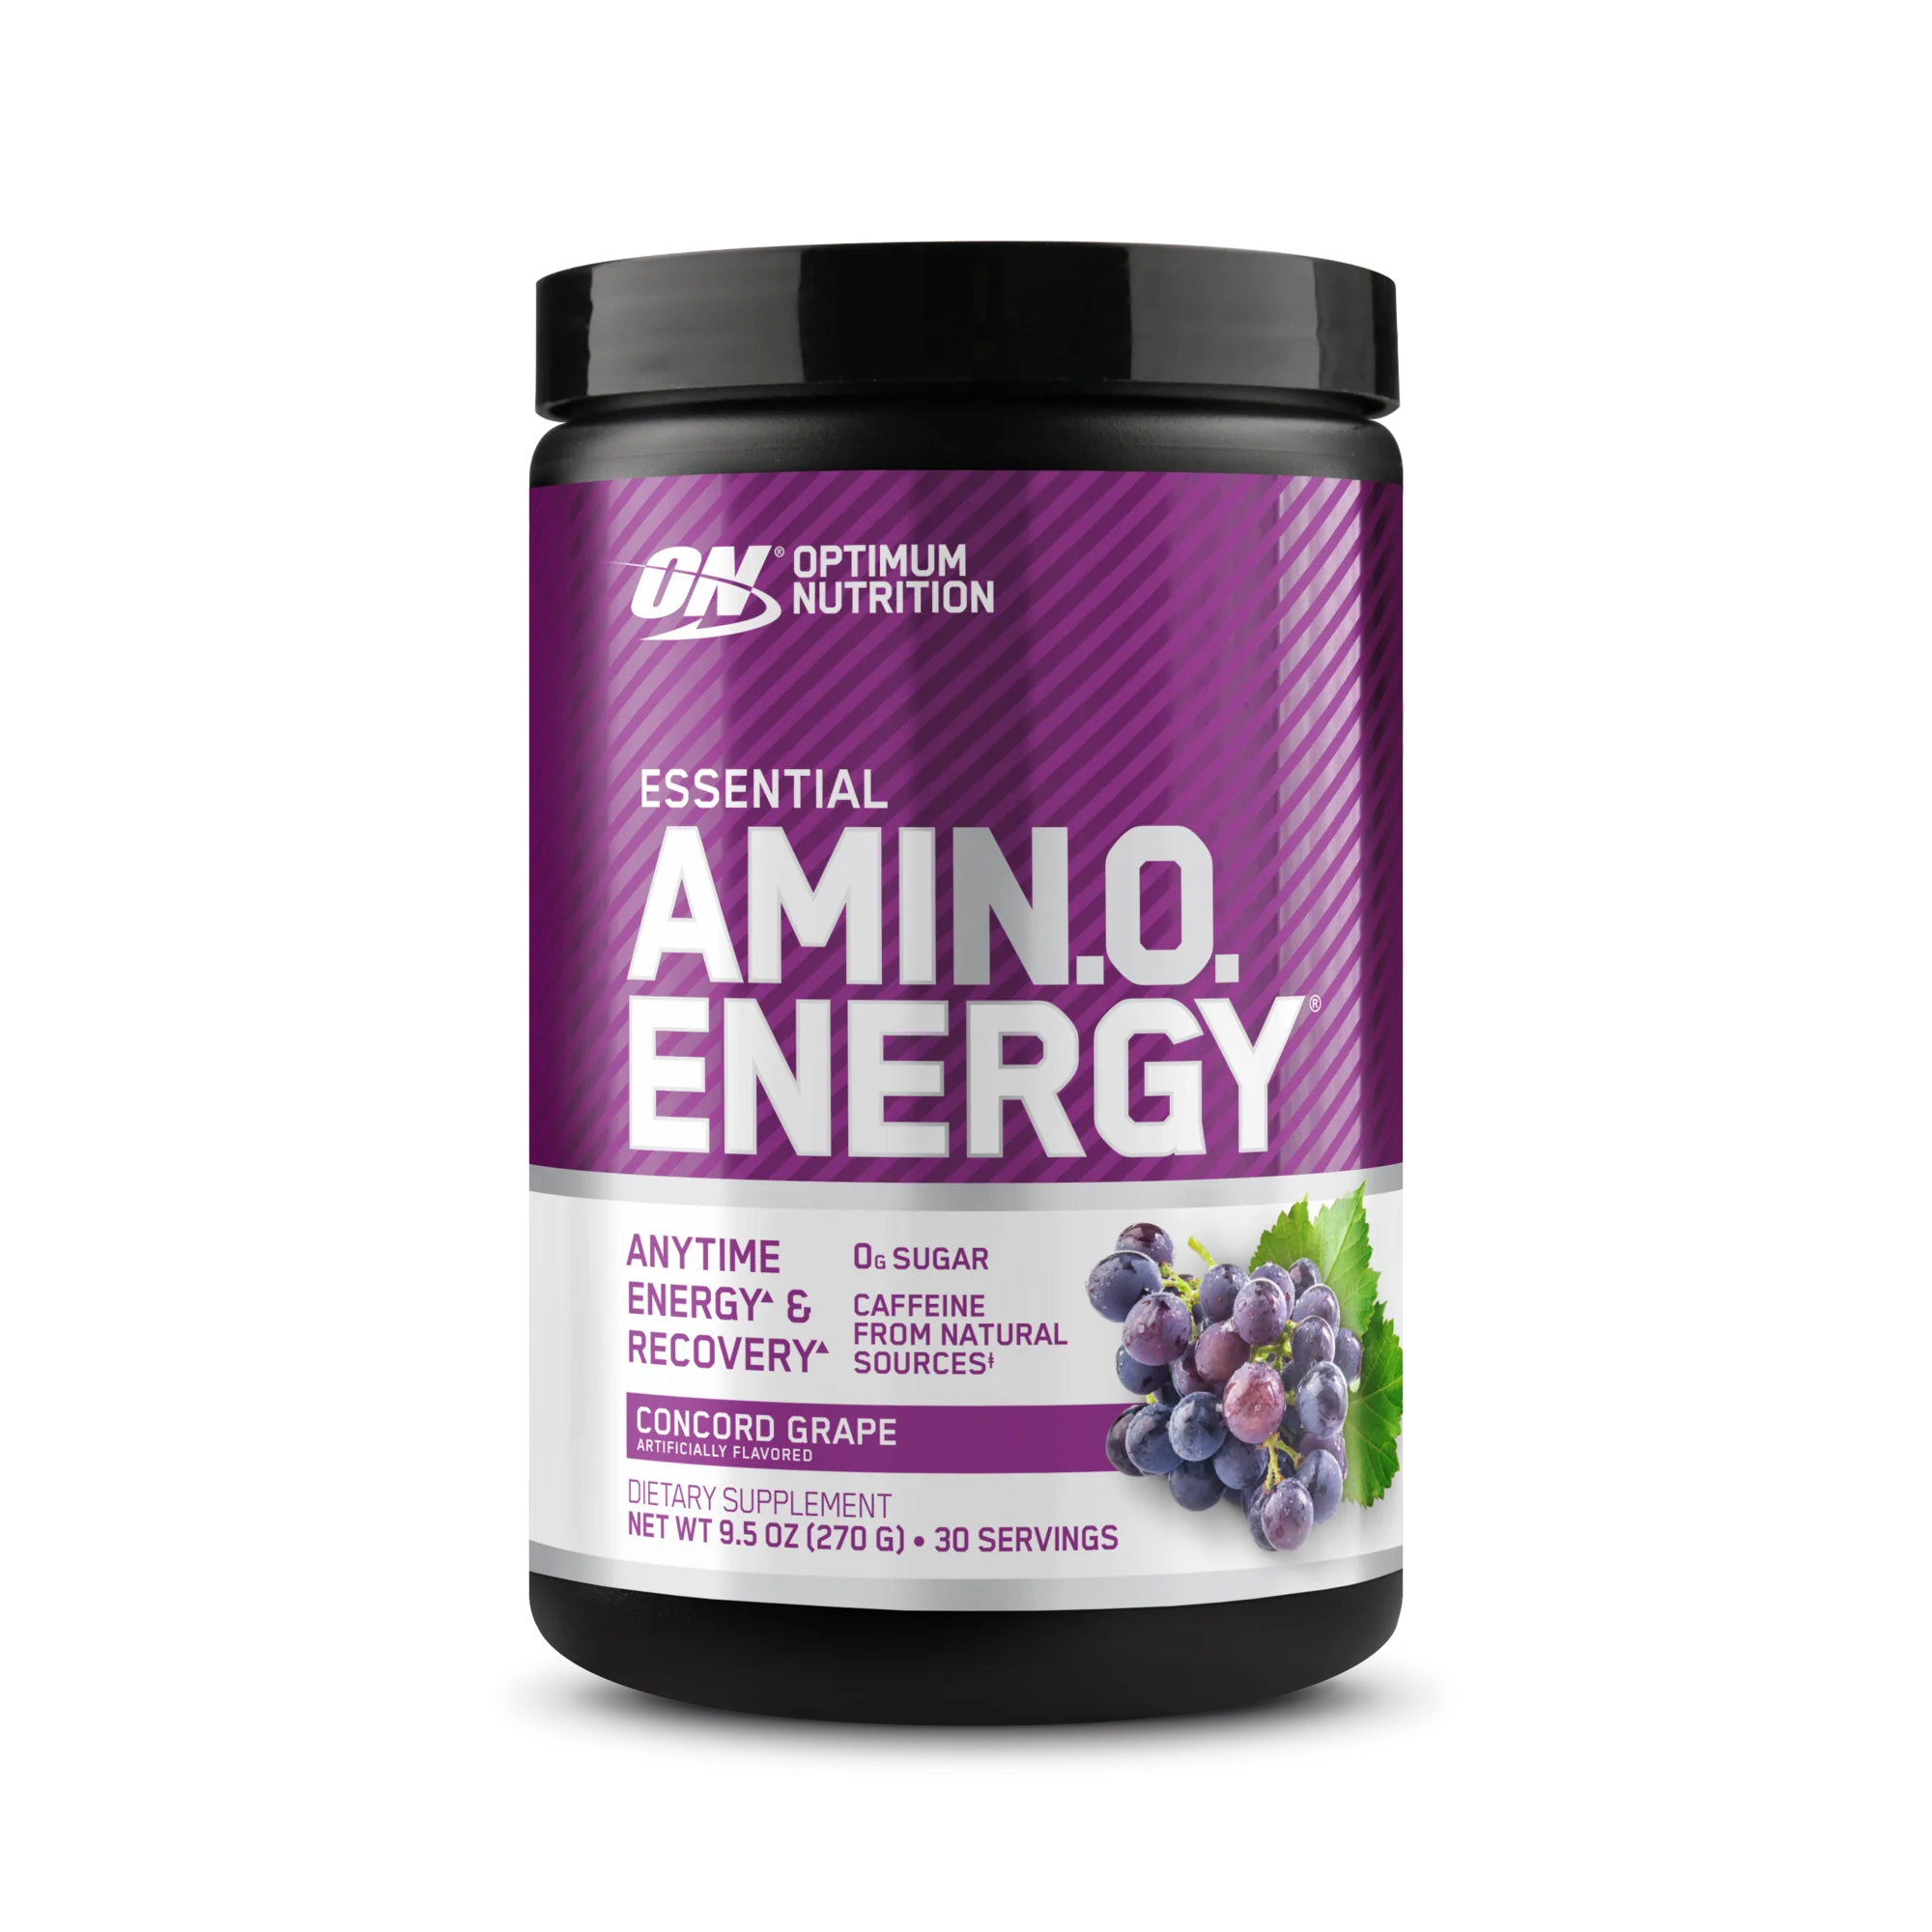 ON® OPTIMUM
NUTRITION
ESSENTIAL
AMIN.O.
ENERGY®
ANYTIME
ENERGY▲ &
RECOVERY▲
0G SUGAR
CAFFEINE
FROM NATURAL
SOURCES‡
CONCORD GRAPE
ARTIFICIALLY FLAVORED
DIETARY SUPPLEMENT
NET WT 9.5 OZ (270 G) • 30 SERVINGS